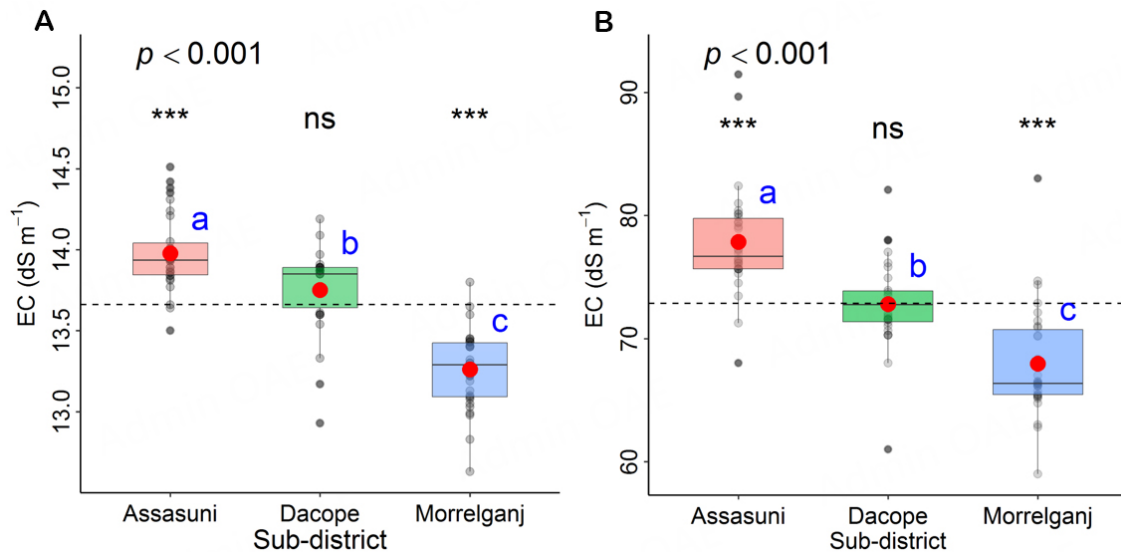 A
p < 0.001
*** ns ***
a
b
c
EC (dS m⁻¹)
15.0
14.5
14.0
13.5
13.0
Assasuni Dacope Morrelganj
Sub-district
B
p < 0.001
*** ns ***
a
b
c
EC (dS m⁻¹)
90
80
70
60
Assasuni Dacope Morrelganj
Sub-district